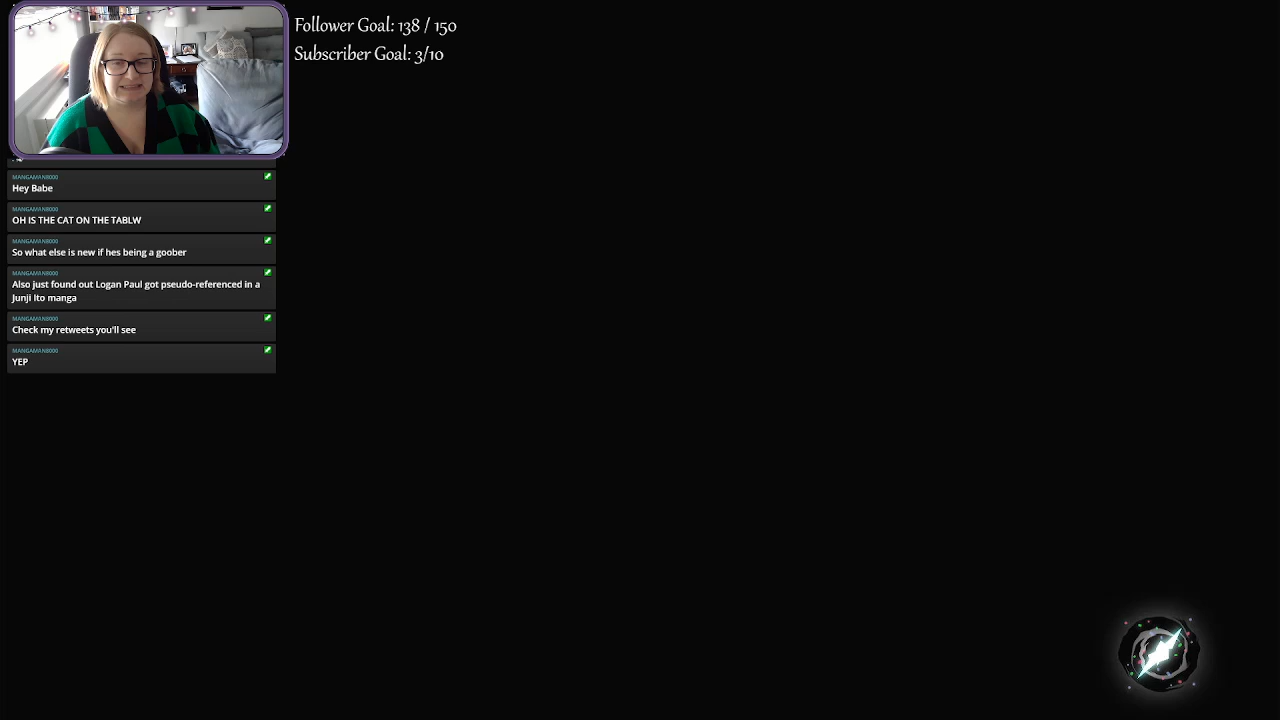 Follower Goal: 138 / 150
Subscriber Goal: 3/10
MANGAMAN8000
Hey Babe
MANGAMAN8000
OH IS THE CAT ON THE TABLW
MANGAMAN8000
So what else is new if hes being a goober
MANGAMAN8000
Also just found out Logan Paul got pseudo-referenced in a
Junji Ito manga
MANGAMAN8000
Check my retweets you'll see
MANGAMAN8000
YEP